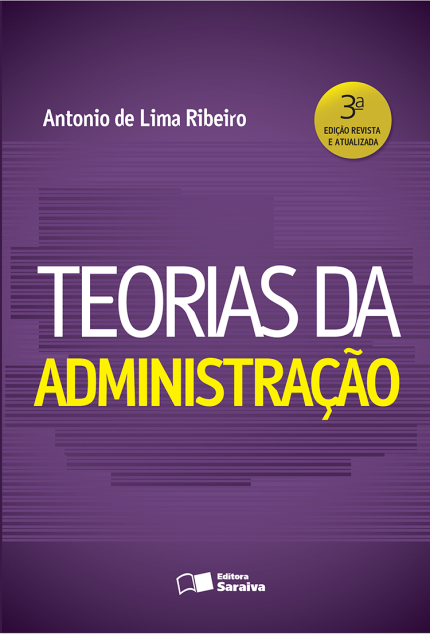 Antonio de Lima Ribeiro
3ª
EDIÇÃO REVISTA
E ATUALIZADA
TEORIAS DA
ADMINISTRAÇÃO
Editora
Saraiva